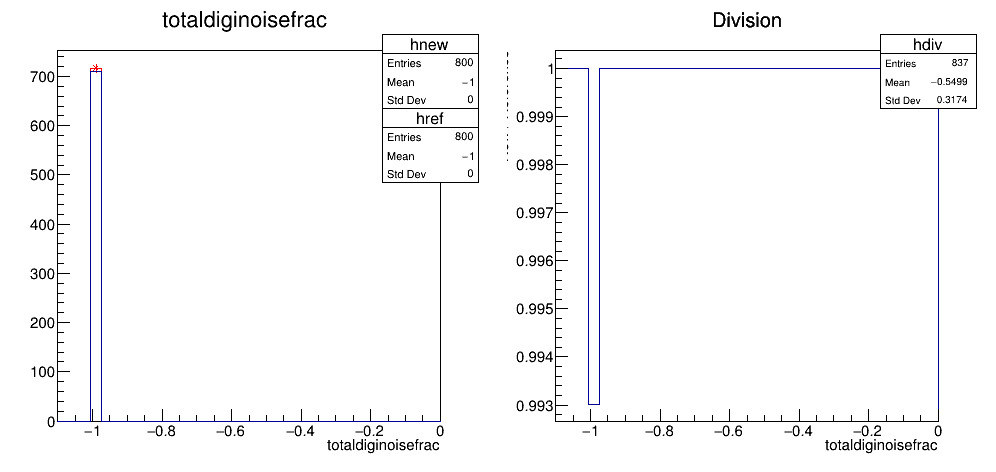 totaldiginoisefrac
hnew
Entries 800
Mean −1
Std Dev 0
href
Entries 800
Mean −1
Std Dev 0
700
600
500
400
300
200
100
0
−1 −0.8 −0.6 −0.4 −0.2 0
totaldiginoisefrac
Division
hdiv
Entries 837
Mean −0.5499
Std Dev 0.3174
1
0.999
0.998
0.997
0.996
0.995
0.994
0.993
−1 −0.8 −0.6 −0.4 −0.2 0
totaldiginoisefrac